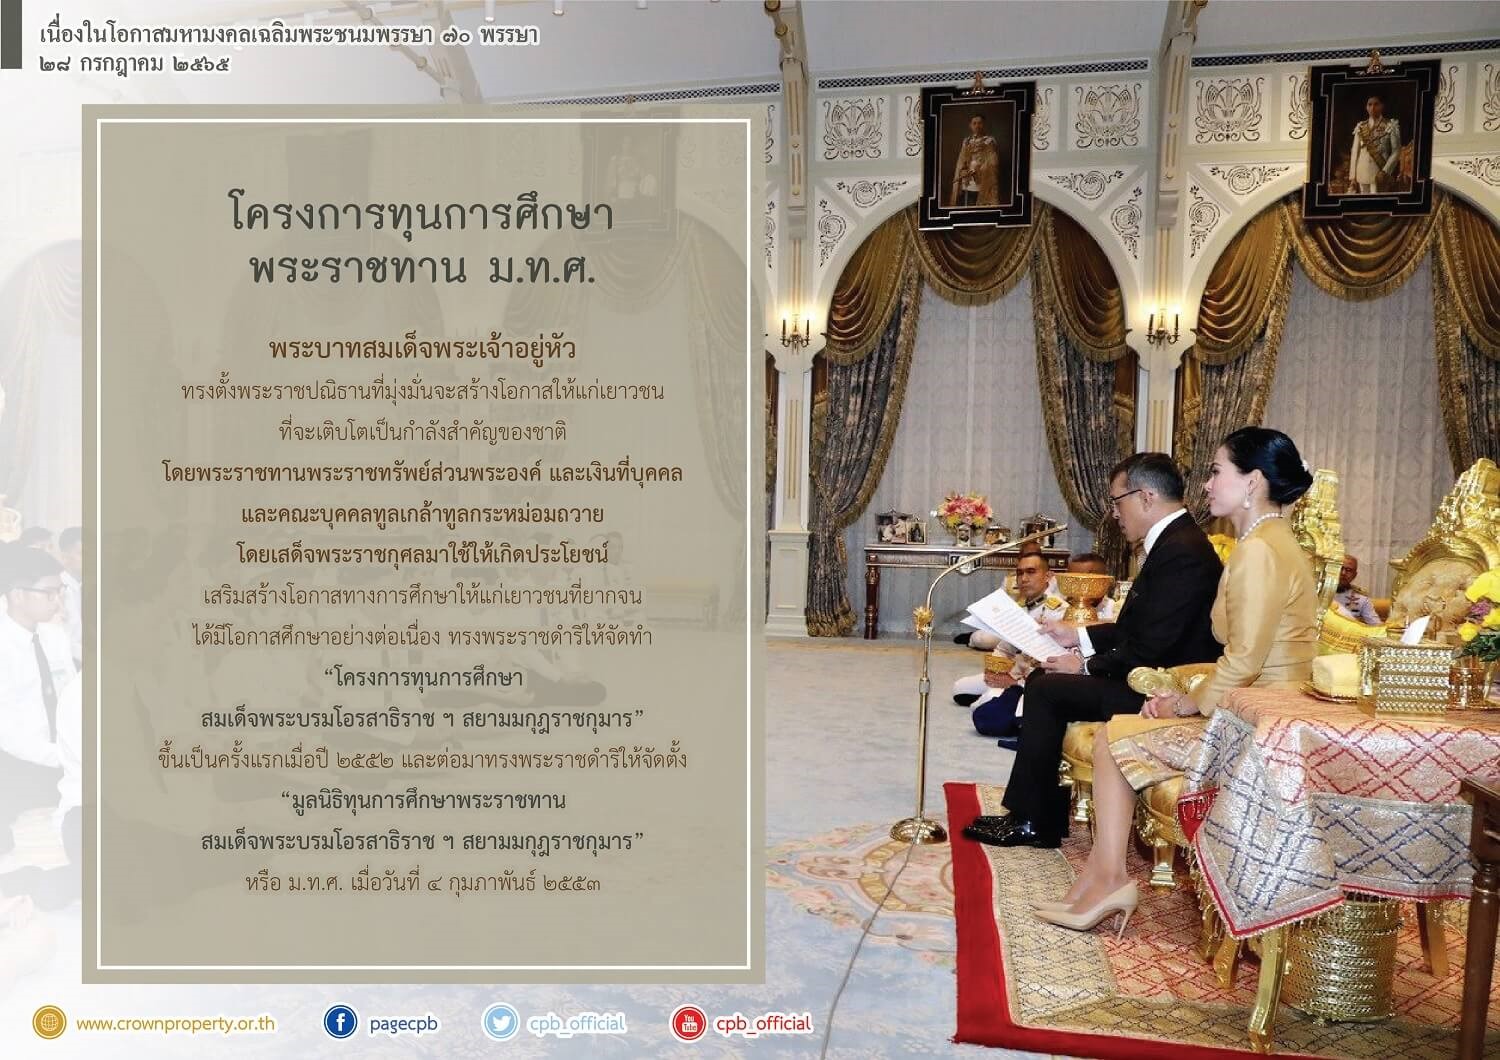 เนื่องในโอกาสมหามงคลเฉลิมพระชนมพรรษา ๗๐ พรรษา
๒๘ กรกฎาคม ๒๕๖๕
โครงการทุนการศึกษา
พระราชทาน ม.ท.ศ.
พระบาทสมเด็จพระเจ้าอยู่หัว
ทรงตั้งพระราชปณิธานที่มุ่งมั่นจะสร้างโอกาสให้แก่เยาวชน
ที่จะเติบโตเป็นกำลังสำคัญของชาติ
โดยพระราชทานพระราชทรัพย์ส่วนพระองค์ และเงินที่บุคคล
และคณะบุคคลทูลเกล้าทูลกระหม่อมถวาย
โดยเสด็จพระราชกุศลมาใช้ให้เกิดประโยชน์
เสริมสร้างโอกาสทางการศึกษาให้แก่เยาวชนที่ยากจน
ได้มีโอกาสศึกษาอย่างต่อเนื่อง ทรงพระราชดำริให้จัดทำ
“โครงการทุนการศึกษา
สมเด็จพระบรมโอรสาธิราช ฯ สยามมกุฎราชกุมาร”
ขึ้นเป็นครั้งแรกเมื่อปี ๒๕๕๒ และต่อมาทรงพระราชดำริให้จัดตั้ง
“มูลนิธิทุนการศึกษาพระราชทาน
สมเด็จพระบรมโอรสาธิราช ฯ สยามมกุฎราชกุมาร”
หรือ ม.ท.ศ. เมื่อวันที่ ๔ กุมภาพันธ์ ๒๕๕๓
www.crownproperty.or.th
pagecpb
cpb_official
You Tube
cpb_official